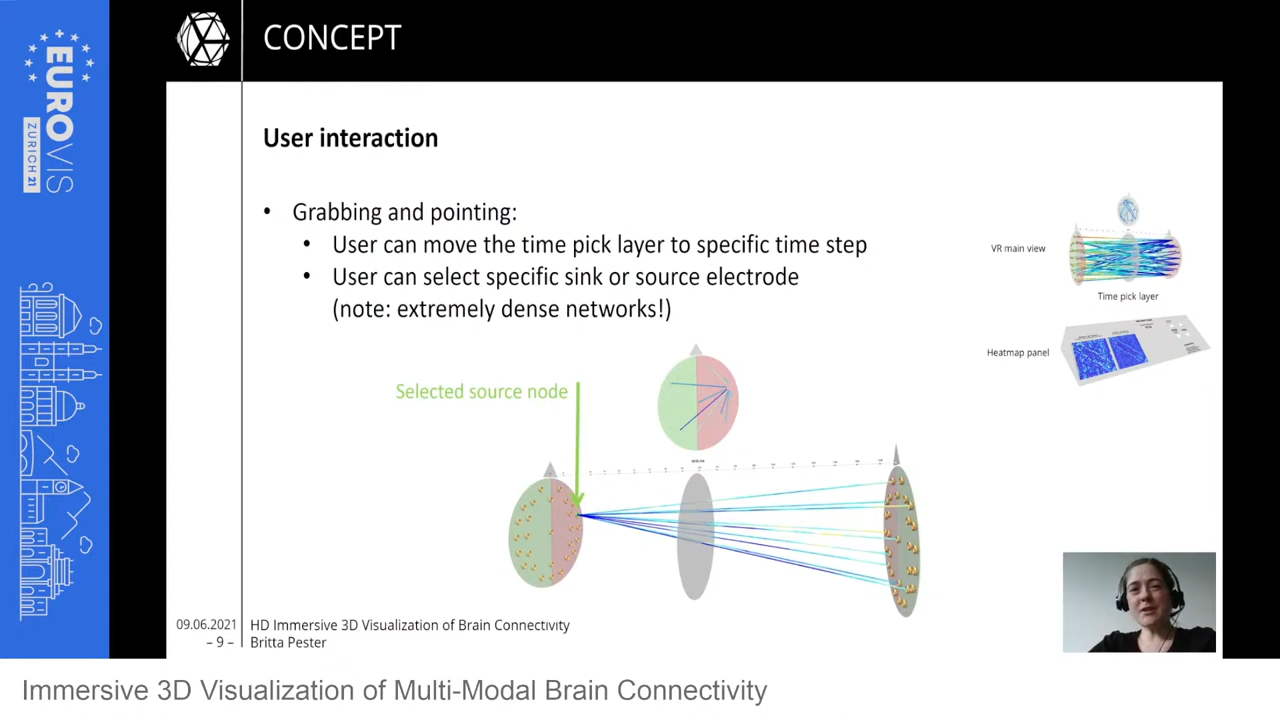 EUROVIS
ZURICH 21
CONCEPT
User interaction
• Grabbing and pointing:
• User can move the time pick layer to specific time step
• User can select specific sink or source electrode
(note: extremely dense networks!)
VR main view
Time pick layer
Heatmap panel
Selected source node
09.06.2021
HD Immersive 3D Visualization of Brain Connectivity
– 9 –
Britta Pester
Immersive 3D Visualization of Multi-Modal Brain Connectivity